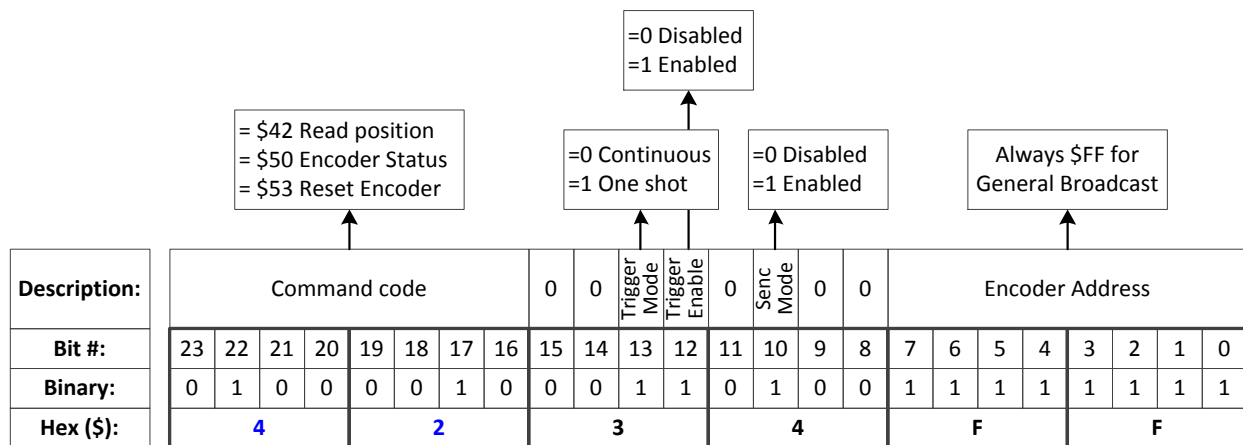 =0 Disabled
=1 Enabled
= $42 Read position
= $50 Encoder Status
= $53 Reset Encoder
=0 Continuous
=1 One shot
=0 Disabled
=1 Enabled
Always $FF for
General Broadcast
Description: Command code 0 0 Trigger Mode Trigger Enable 0 Senc Mode 0 0 Encoder Address
Bit #: 23 22 21 20 19 18 17 16 15 14 13 12 11 10 9 8 7 6 5 4 3 2 1 0
Binary: 0 1 0 0 0 0 1 0 0 0 1 1 0 1 0 0 1 1 1 1 1 1 1 1
Hex ($): 4 2 3 4 F F